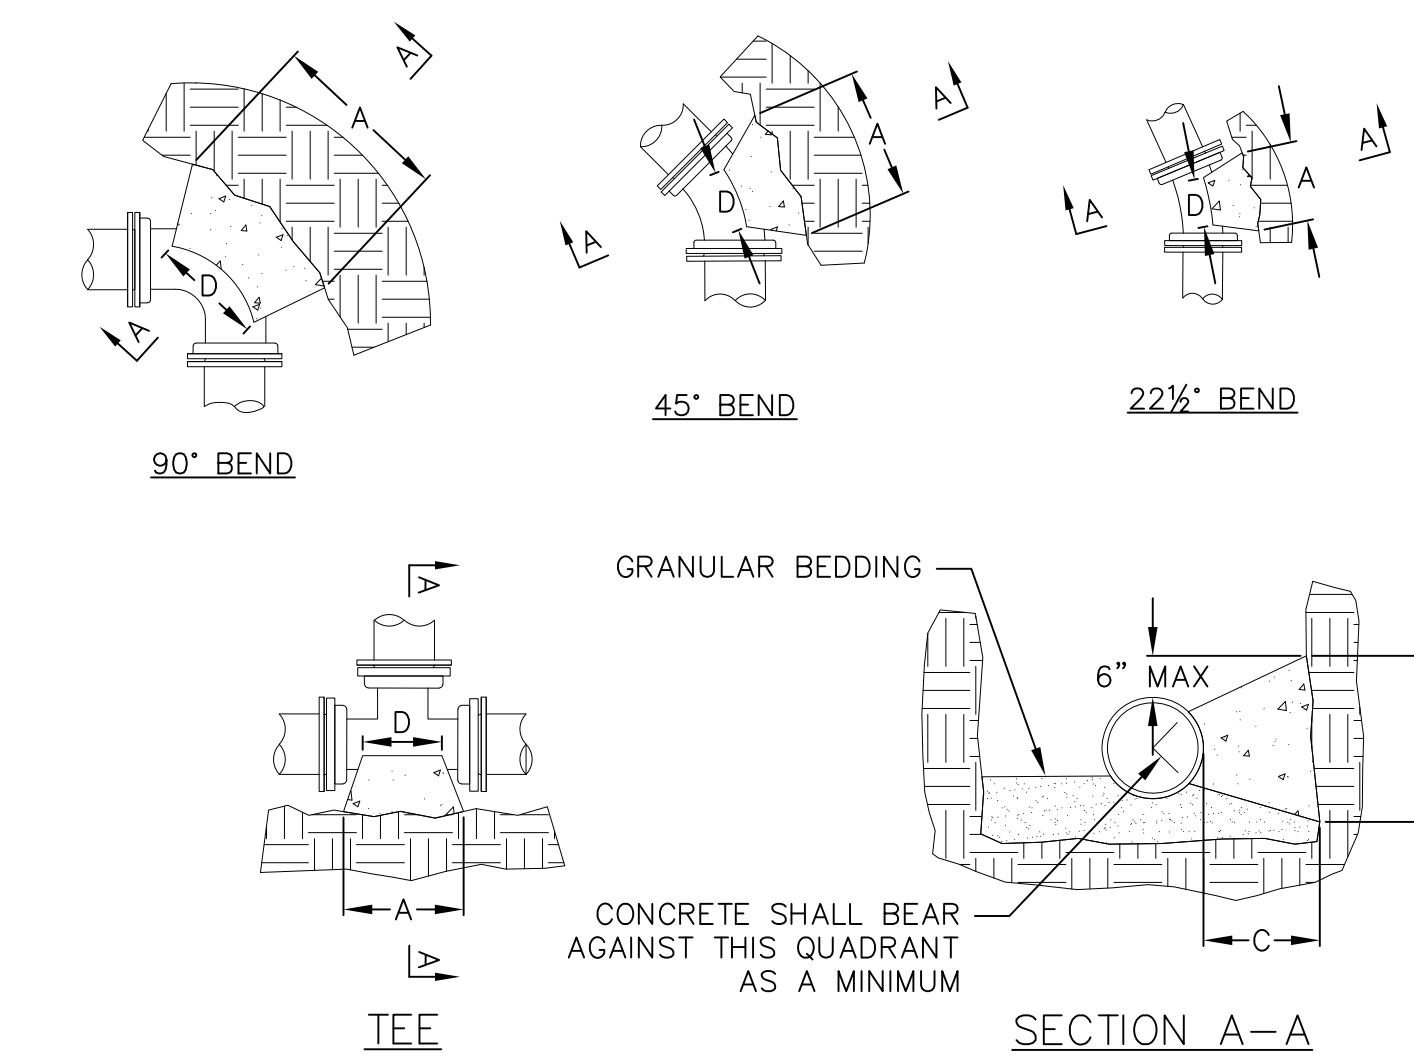 A
A
D
A
90° BEND
A
A
D
A
45° BEND
A
A
D
A
22½° BEND
A
D
A
A
TEE
GRANULAR BEDDING
6” MAX
CONCRETE SHALL BEAR
AGAINST THIS QUADRANT
AS A MINIMUM
C
SECTION A–A